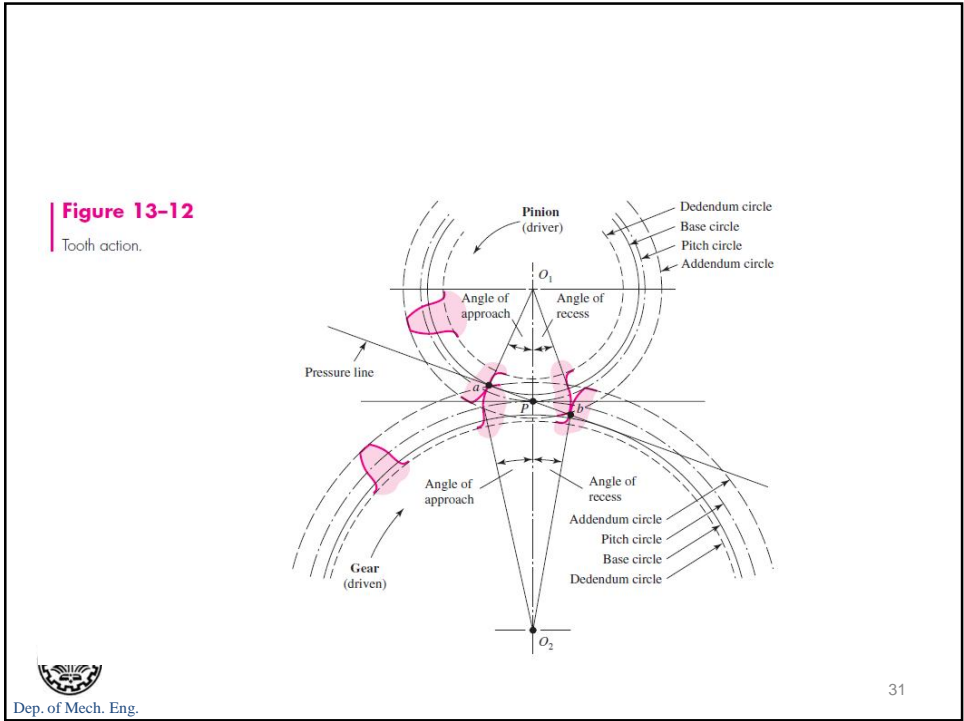 Figure 13–12
Tooth action.
Pinion
(driver)
Dedendum circle
Base circle
Pitch circle
Addendum circle
O1
Angle of
approach
Angle of
recess
Pressure line
a
P
b
Angle of
approach
Angle of
recess
Addendum circle
Pitch circle
Base circle
Dedendum circle
Gear
(driven)
O2
Dep. of Mech. Eng.
31